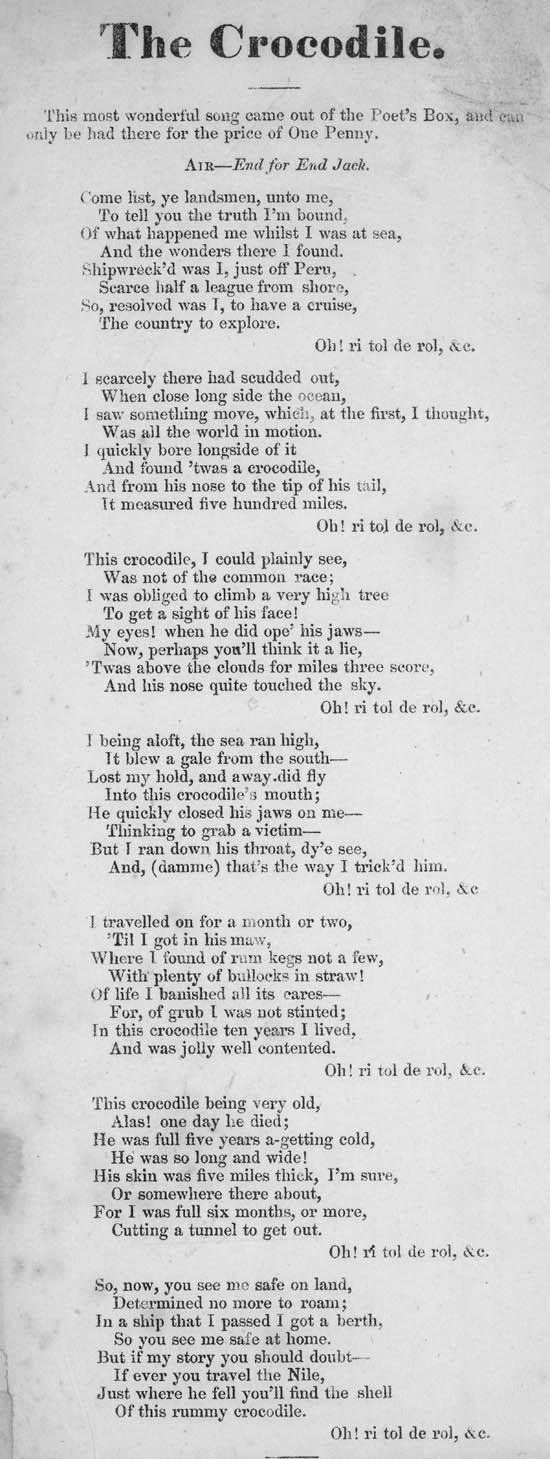 The Crocodile.
This most wonderful song came out of the Poet's Box, and can
only be had there for the price of One Penny.
AIR—End for End Jack.
Come list, ye landsmen, unto me,
To tell you the truth I'm bound,
Of what happened me whilst I was at sea,
And the wonders there I found.
Shipwreck'd was I, just off Peru,
Scarce half a league from shore,
So, resolved was I, to have a cruise,
The country to explore.
Oh! ri tol de rol, &c.
I scarcely there had scudded out,
When close long side the ocean,
I saw something move, which, at the first, I thought,
Was all the world in motion.
I quickly bore longside of it
And found 'twas a crocodile,
And from his nose to the tip of his tail,
It measured five hundred miles.
Oh! ri tol de rol, &c.
This crocodile, I could plainly see,
Was not of the common race;
I was obliged to climb a very high tree
To get a sight of his face!
My eyes! when he did ope' his jaws—
Now, perhaps you'll think it a lie,
'Twas above the clouds for miles three score,
And his nose quite touched the sky.
Oh! ri tol de rol, &c.
I being aloft, the sea ran high,
It blew a gale from the south—
Lost my hold, and away.did fly
Into this crocodile's mouth;
He quickly closed his jaws on me—
Thinking to grab a victim—
But I ran down his throat, dy'e see,
And, (damme) that's the way I trick'd him.
Oh! ri tol de rol, &c
I travelled on for a month or two,
'Til I got in his maw,
Where I found of rum kegs not a few,
With plenty of bullocks in straw!
Of life I banished all its cares—
For, of grub I was not stinted;
In this crocodile ten years I lived,
And was jolly well contented.
Oh! ri tol de rol, &c.
This crocodile being very old,
Alas! one day he died;
He was full five years a-getting cold,
He was so long and wide!
His skin was five miles thick, I'm sure,
Or somewhere there about,
For I was full six months, or more,
Cutting a tunnel to get out.
Oh! ri tol de rol, &c.
So, now, you see me safe on land,
Determined no more to roam;
In a ship that I passed I got a berth,
So you see me safe at home.
But if my story you should doubt—
If ever you travel the Nile,
Just where he fell you'll find the shell
Of this rummy crocodile.
Oh! ri tol de rol, &c.